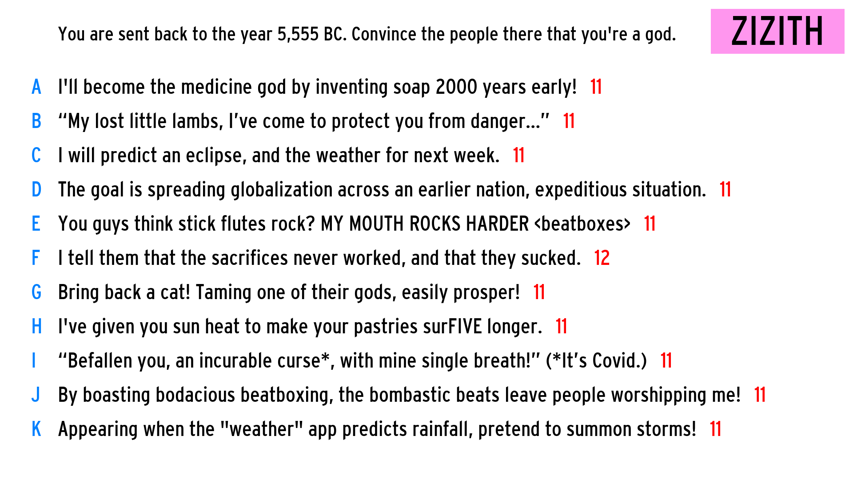 You are sent back to the year 5,555 BC. Convince the people there that you're a god.
ZIZITH
A I'll become the medicine god by inventing soap 2000 years early! 11
B “My lost little lambs, I’ve come to protect you from danger...” 11
C I will predict an eclipse, and the weather for next week. 11
D The goal is spreading globalization across an earlier nation, expeditious situation. 11
E You guys think stick flutes rock? MY MOUTH ROCKS HARDER <beatboxes> 11
F I tell them that the sacrifices never worked, and that they sucked. 12
G Bring back a cat! Taming one of their gods, easily prosper! 11
H I've given you sun heat to make your pastries surFIVE longer. 11
I “Befallen you, an incurable curse*, with mine single breath!” (*It’s Covid.) 11
J By boasting bodacious beatboxing, the bombastic beats leave people worshipping me! 11
K Appearing when the "weather" app predicts rainfall, pretend to summon storms! 11